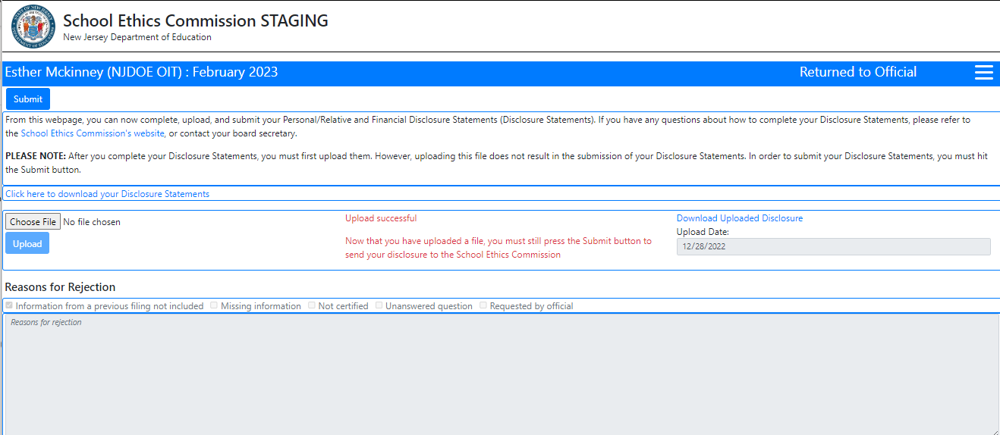 School Ethics Commission STAGING
New Jersey Department of Education
Esther Mckinney (NJDOE OIT) : February 2023
Returned to Official
Submit
From this webpage, you can now complete, upload, and submit your Personal/Relative and Financial Disclosure Statements (Disclosure Statements). If you have any questions about how to complete your Disclosure Statements, please refer to
the School Ethics Commission's website, or contact your board secretary.
PLEASE NOTE: After you complete your Disclosure Statements, you must first upload them. However, uploading this file does not result in the submission of your Disclosure Statements. In order to submit your Disclosure Statements, you must hit
the Submit button.
Click here to download your Disclosure Statements
Choose File No file chosen
Upload
Upload successful
Now that you have uploaded a file, you must still press the Submit button to
send your disclosure to the School Ethics Commission
Download Uploaded Disclosure
Upload Date:
12/28/2022
Reasons for Rejection
Information from a previous filing not included Missing information Not certified Unanswered question Requested by official
Reasons for rejection